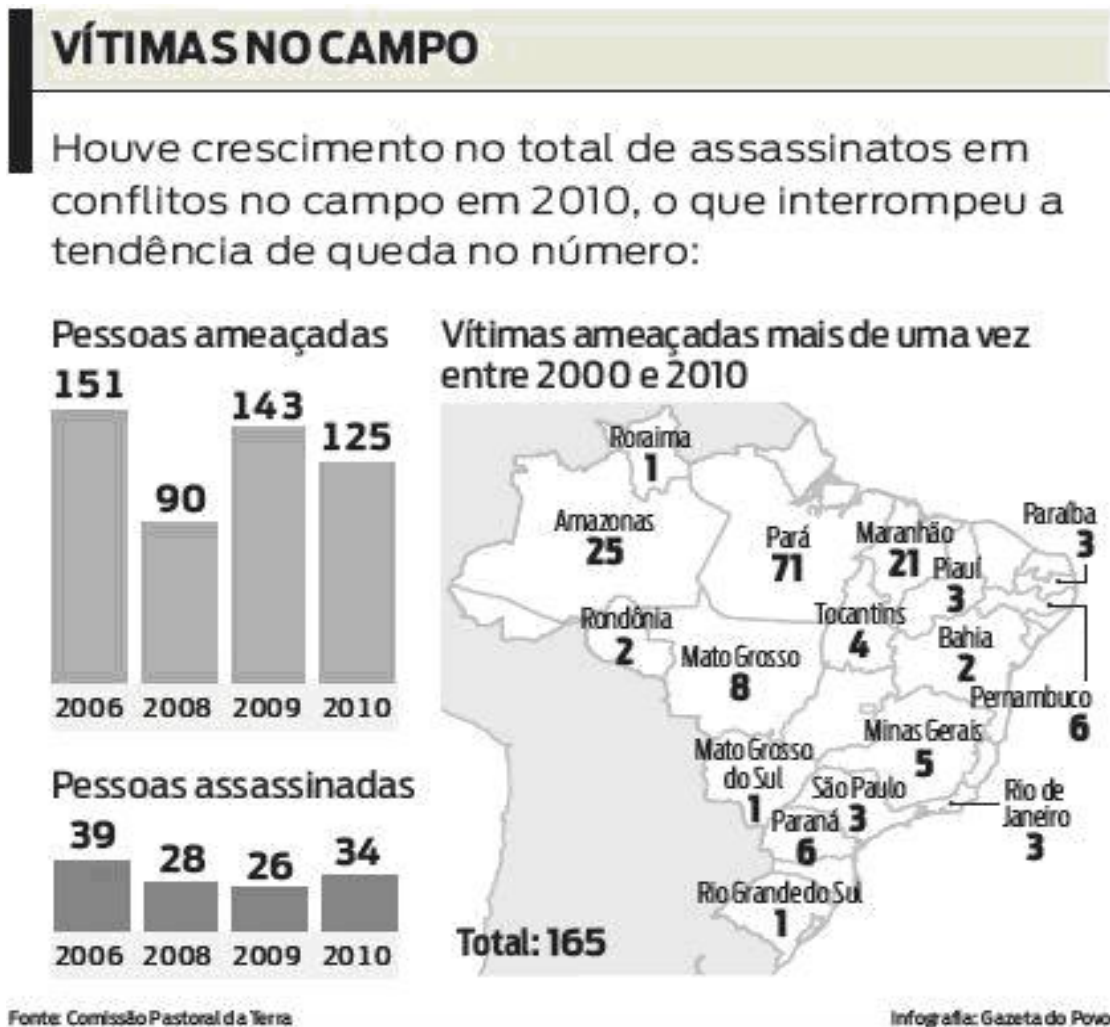 VÍTIMAS NO CAMPO
Houve crescimento no total de assassinatos em
conflitos no campo em 2010, o que interrompeu a
tendência de queda no número:
Pessoas ameaçadas
151
90
143
125
2006 2008 2009 2010
Pessoas assassinadas
39
28
26
34
2006 2008 2009 2010
Vítimas ameaçadas mais de uma vez
entre 2000 e 2010
Roraima
1
Amazonas
25
Pará
71
Maranhão
21
Piauí
3
Paraíba
3
Rondônia
2
Mato Grosso
8
Tocantins
4
Bahia
2
Pernambuco
6
Minas Gerais
5
Mato Grosso
do Sul
1
São Paulo
3
Rio de
Janeiro
3
Paraná
6
Rio Grande do Sul
1
Total: 165
Fonte: Comissão Pastoral da Terra
Infografia: Gazeta do Povo